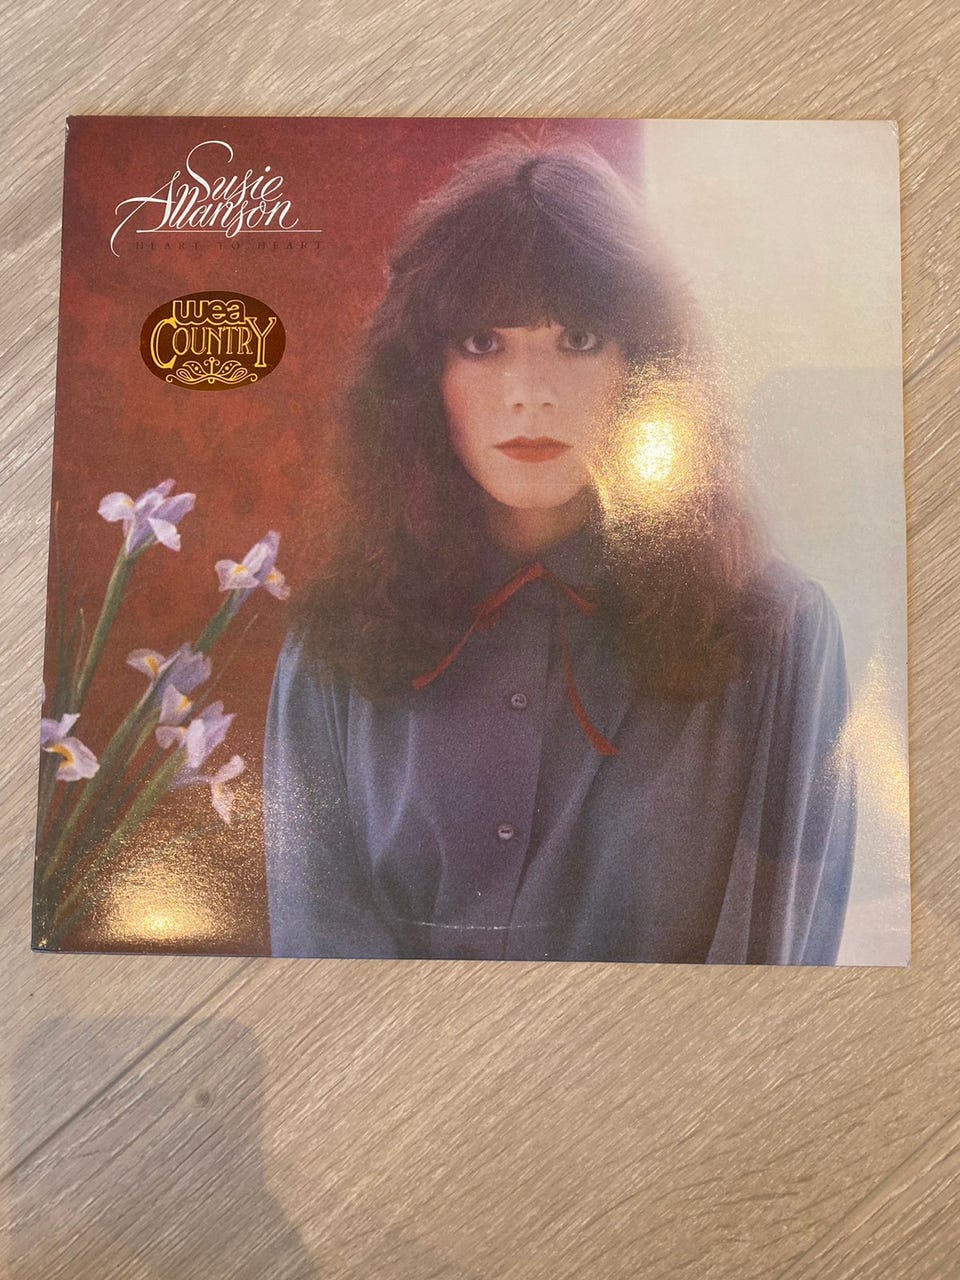 Susie
Allanson
HEART TO HEART
wea
COUNTRY